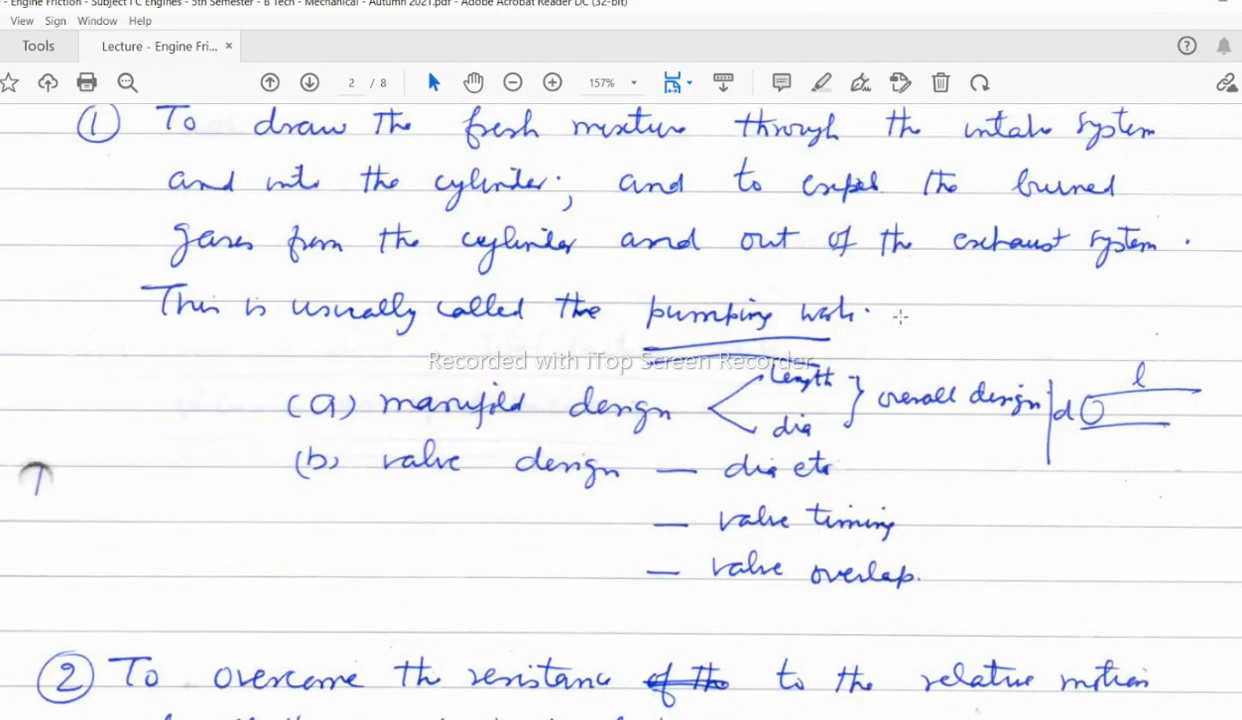 - Engine Friction - Subject I C Engines - 5th Semester - B Tech - Mechanical - Autumn 2021.pdf - Adobe Acrobat Reader DC (32-bit)
View Sign Window Help
Tools Lecture - Engine Fri... ×
2 / 8 157%
① To draw the fresh mixture through the intake system
and into the cylinder; and to expel the burned
gases from the cylinder and out of the exhaust system.
This is usually called the pumping work.
Recorded with iTop Screen Recorder
(a) manifold design length dia } overall design d l
(b) valve design — dia etc
— valve timing
— valve overlap.
② To overcome the resistance of the to the relative motion